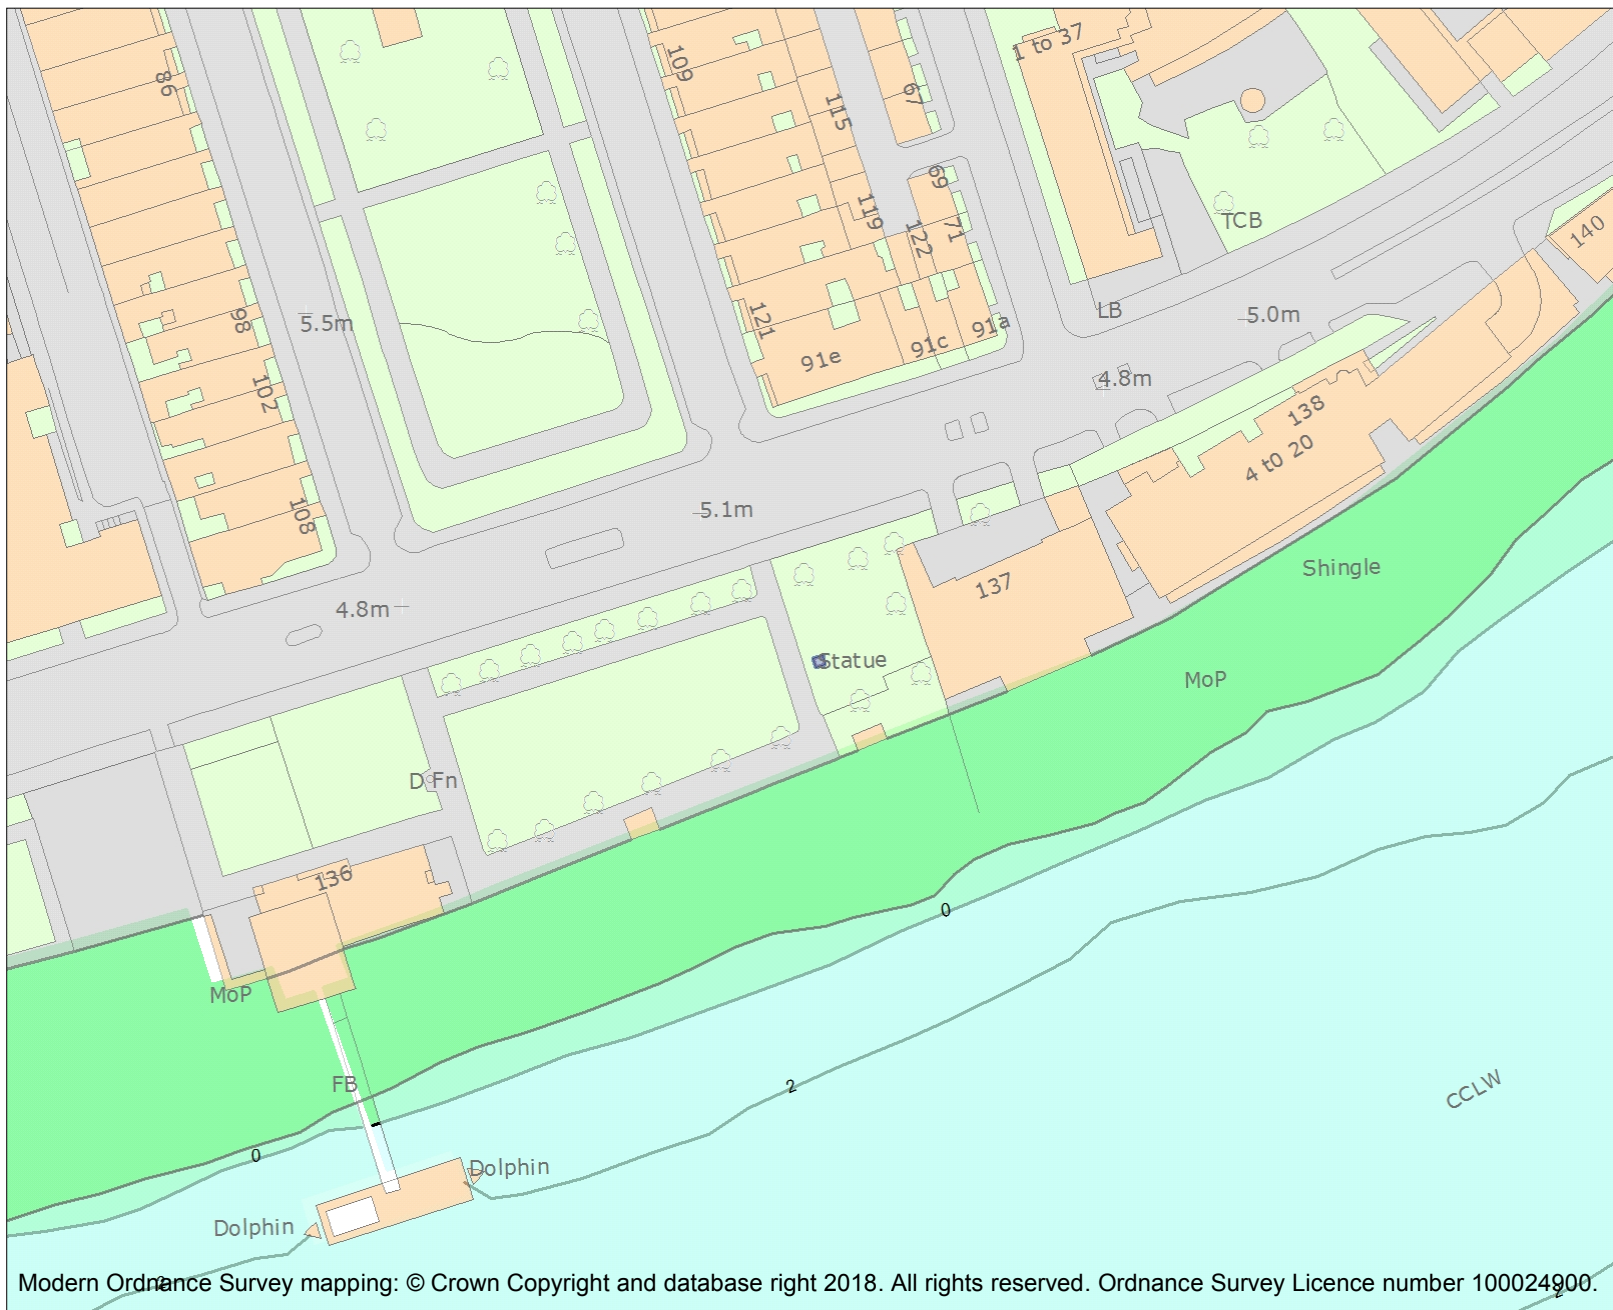 1 to 37
109
86
67
115
69
119
71
122
TCB
140
98
5.5m
121
LB
5.0m
91a
91c
91e
4.8m
102
138
4 to 20
108
5.1m
Shingle
137
4.8m
Statue
MoP
D Fn
136
0
MoP
FB
2
CCLW
0
Dolphin
Dolphin
2
2
Modern Ordnance Survey mapping: © Crown Copyright and database right 2018. All rights reserved. Ordnance Survey Licence number 100024900.